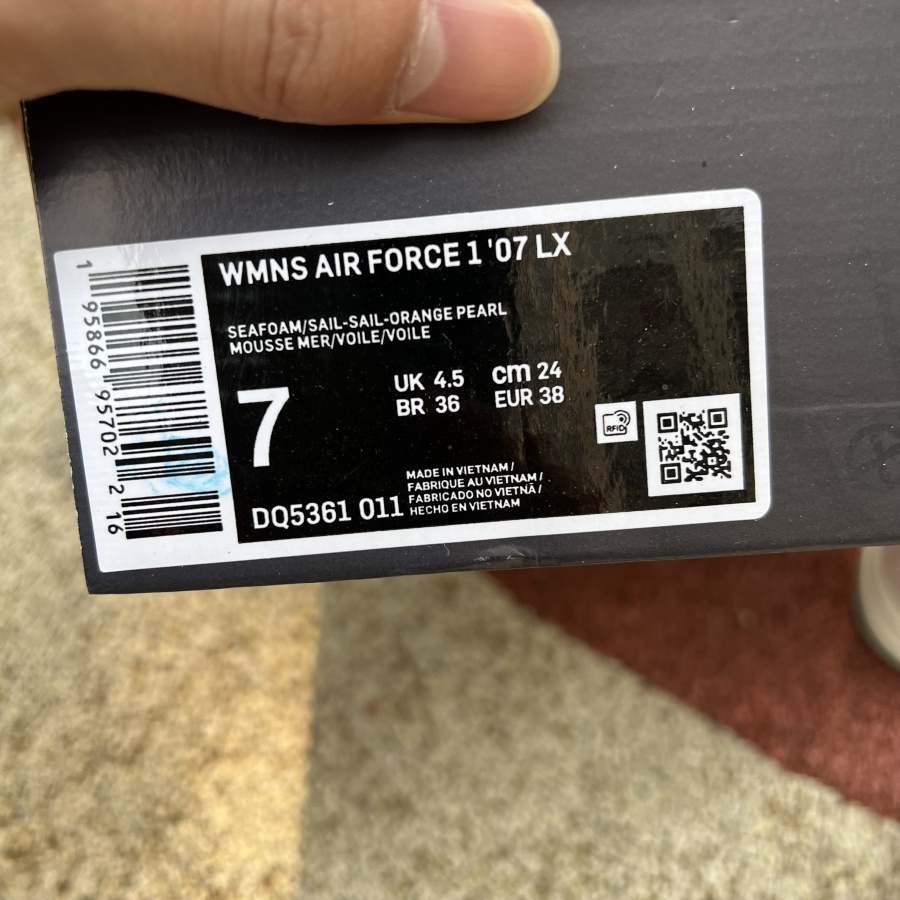 WMNS AIR FORCE 1 '07 LX
SEAFOAM/SAIL-SAIL-ORANGE PEARL
MOUSSE MER/VOILE/VOILE
7
UK 4.5 cm 24
BR 36 EUR 38
RFID
MADE IN VIETNAM /
FABRIQUE AU VIETNAM /
FABRICADO NO VIETNÃ /
HECHO EN VIETNAM
DQ5361 011
1 95866 95702 2 16